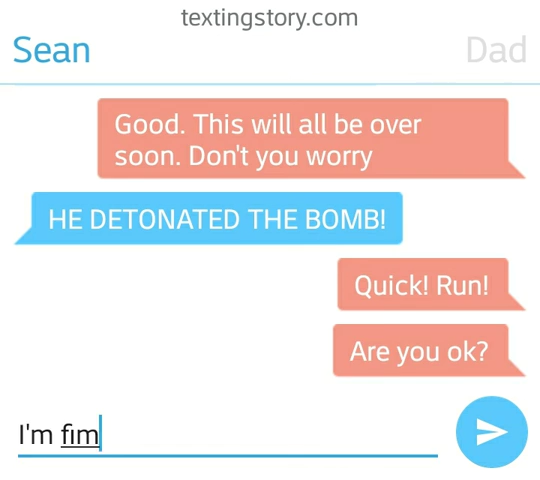 textingstory.com
Sean
Dad
Good. This will all be over
soon. Don't you worry
HE DETONATED THE BOMB!
Quick! Run!
Are you ok?
I'm fim